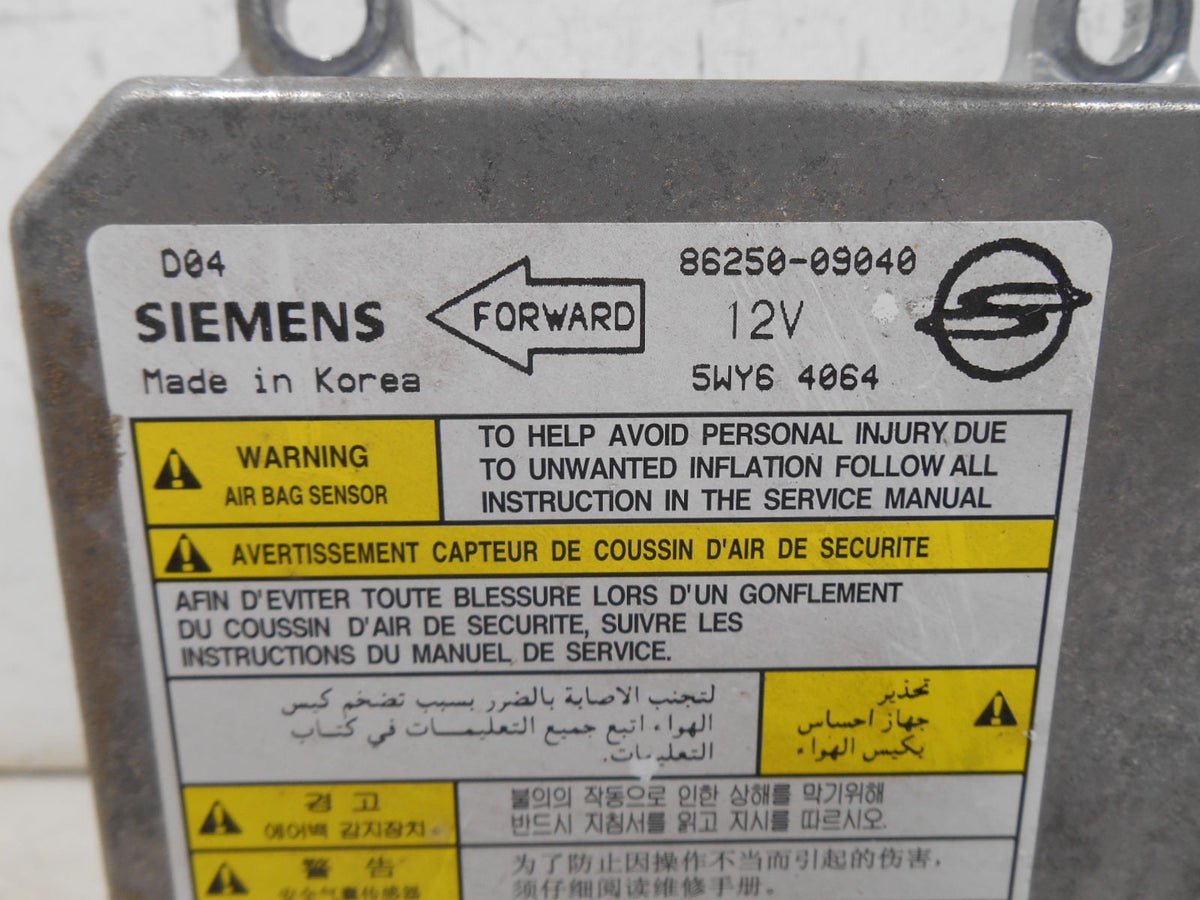 D04
SIEMENS
Made in Korea
FORWARD
86250-09040
12V
5WY6 4064
WARNING
AIR BAG SENSOR
TO HELP AVOID PERSONAL INJURY DUE
TO UNWANTED INFLATION FOLLOW ALL
INSTRUCTION IN THE SERVICE MANUAL
AVERTISSEMENT CAPTEUR DE COUSSIN D'AIR DE SECURITE
AFIN D'EVITER TOUTE BLESSURE LORS D'UN GONFLEMENT
DU COUSSIN D'AIR DE SECURITE, SUIVRE LES
INSTRUCTIONS DU MANUEL DE SERVICE.
تحذير
جهاز احساس
بكيس الهواء
لتجنب الاصابة بالضرر بسبب تضخم كيس
الهواء اتبع جميع التعليمات في كتاب
التعليمات.
경 고
에어백 감지장치
불의의 작동으로 인한 상해를 막기위해
반드시 지침서를 읽고 지시를 따르시오.
警 告
安全气囊传感器
为了防止因操作不当而引起的伤害，
须仔细阅读维修手册。